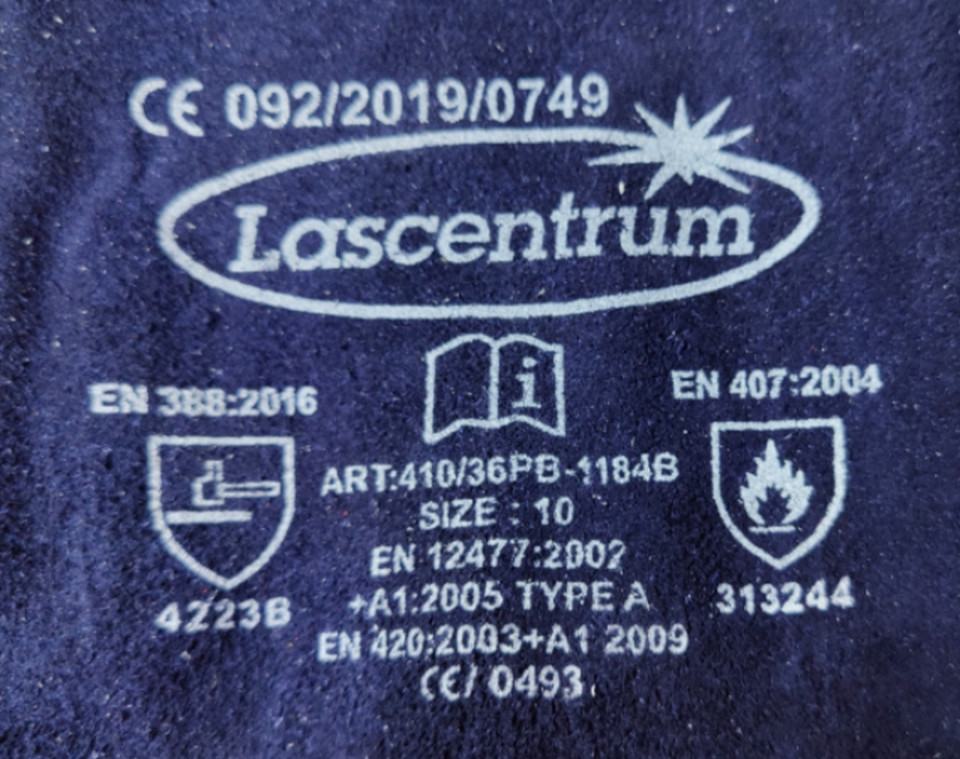 CE 092/2019/0749
Lascentrum
i
EN 388:2016
EN 407:2004
ART:410/36PB-1184B
SIZE : 10
EN 12477:2002
+A1:2005 TYPE A
4223B
313244
EN 420:2003+A1 2009
CE/ 0493